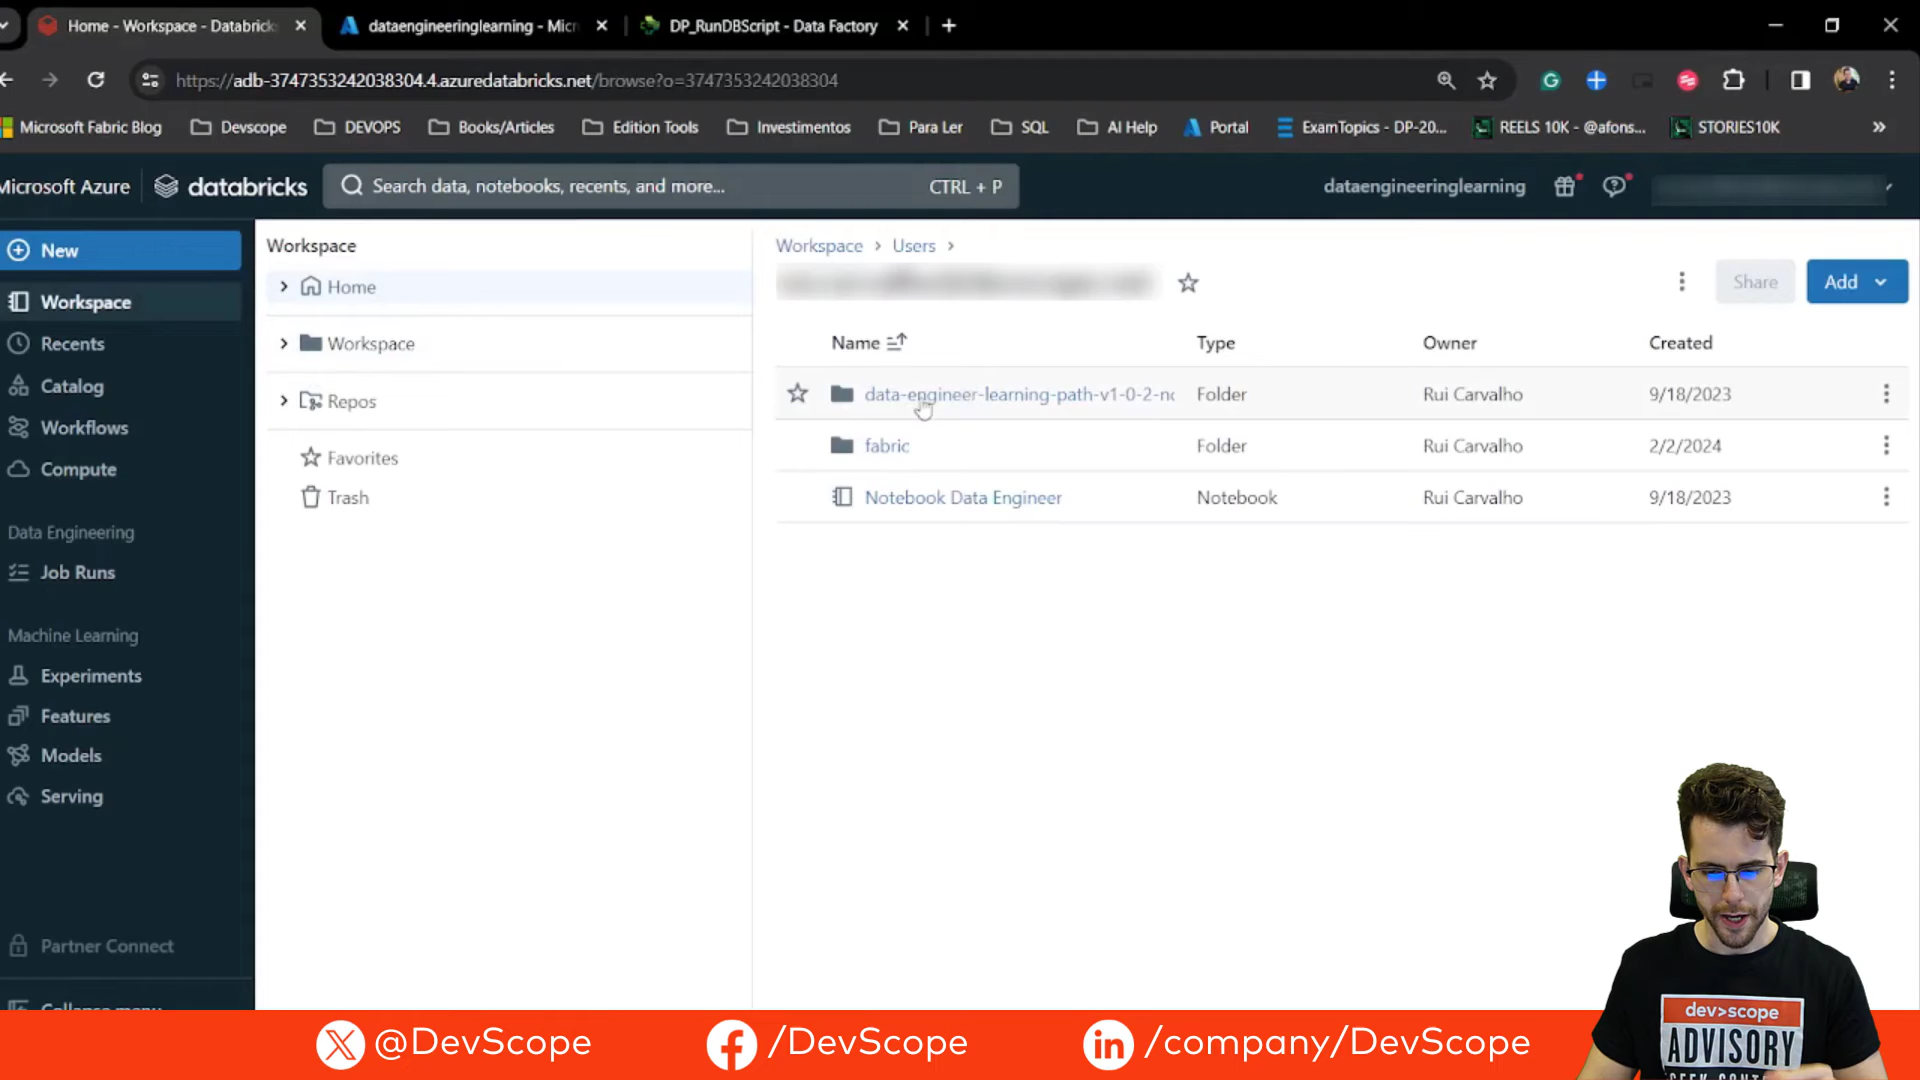 Home - Workspace - Databrick
dataengineeringlearning - Micr
DP_RunDBScript - Data Factory
https://adb-3747353242038304.4.azuredatabricks.net/browse?o=3747353242038304
Microsoft Fabric Blog
Devscope
DEVOPS
Books/Articles
Edition Tools
Investimentos
Para Ler
SQL
AI Help
Portal
ExamTopics - DP-20...
REELS 10K - @afons...
STORIES10K
Microsoft Azure
databricks
Search data, notebooks, recents, and more...
CTRL + P
dataengineeringlearning
New
Workspace
Recents
Catalog
Workflows
Compute
Data Engineering
Job Runs
Machine Learning
Experiments
Features
Models
Serving
Partner Connect
Collapse menu
Workspace
Home
Workspace
Repos
Favorites
Trash
Workspace > Users >
Share
Add
Name Type Owner Created
data-engineer-learning-path-v1-0-2-nc Folder Rui Carvalho 9/18/2023
fabric Folder Rui Carvalho 2/2/2024
Notebook Data Engineer Notebook Rui Carvalho 9/18/2023
dev>scope
ADVISORY
GEEK CONT
@DevScope
/DevScope
/company/DevScope